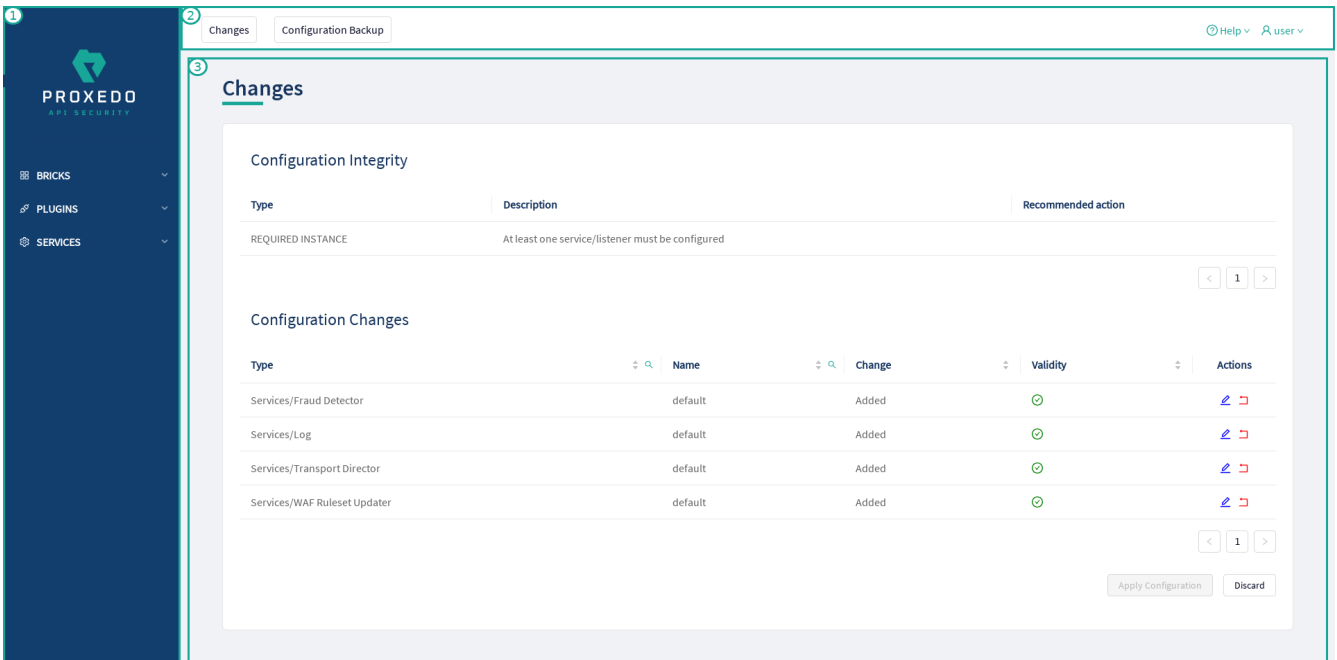 1
2
3
Changes Configuration Backup Help user
PROXEDO
API SECURITY
BRICKS
PLUGINS
SERVICES
Changes
Configuration Integrity
Type Description Recommended action
REQUIRED INSTANCE At least one service/listener must be configured
< 1 >
Configuration Changes
Type Name Change Validity Actions
Services/Fraud Detector default Added
Services/Log default Added
Services/Transport Director default Added
Services/WAF Ruleset Updater default Added
< 1 >
Apply Configuration Discard